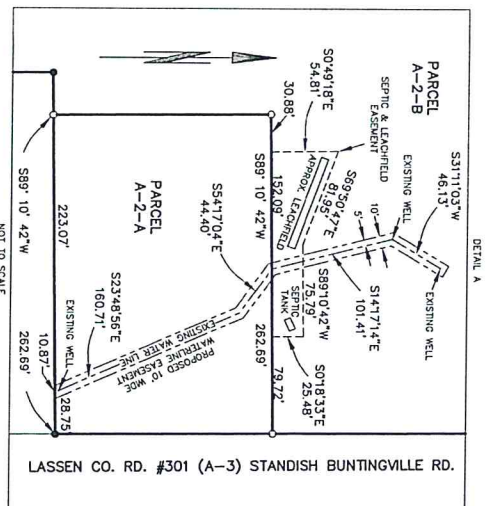 DETAIL A
PARCEL
A-2-B
S0°49'18"E
54.81'
30.88'
SEPTIC & LEACHFIELD
EASEMENT
APPROX. LEACHFIELD
S69°50'47"E
81.95'
EXISTING WELL
10'
5'
S31°11'03"W
46.13'
EXISTING WELL
S14°17'14"E
101.41'
S89°10'42"W
75.79'
SEPTIC
TANK
S0°18'33"E
25.48'
S89° 10' 42"W
152.09'
262.69'
79.72'
PARCEL
A-2-A
S54°17'04"E
44.40'
S23°48'56"E
160.71'
EXISTING WATER LINE
PROPOSED 10' WIDE
WATERLINE EASEMENT
EXISTING WELL
S89° 10' 42"W
223.07'
10.87'
262.69'
28.75'
NOT TO SCALE
LASSEN CO. RD. #301 (A-3) STANDISH BUNTINGVILLE RD.